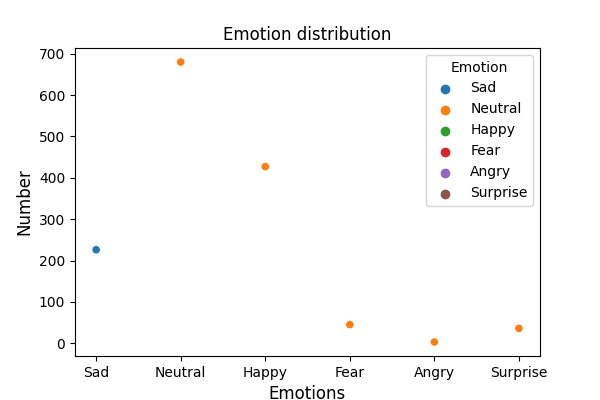 Emotion distribution
Emotion
Sad
Neutral
Happy
Fear
Angry
Surprise
Number
700
600
500
400
300
200
100
0
Sad Neutral Happy Fear Angry Surprise
Emotions